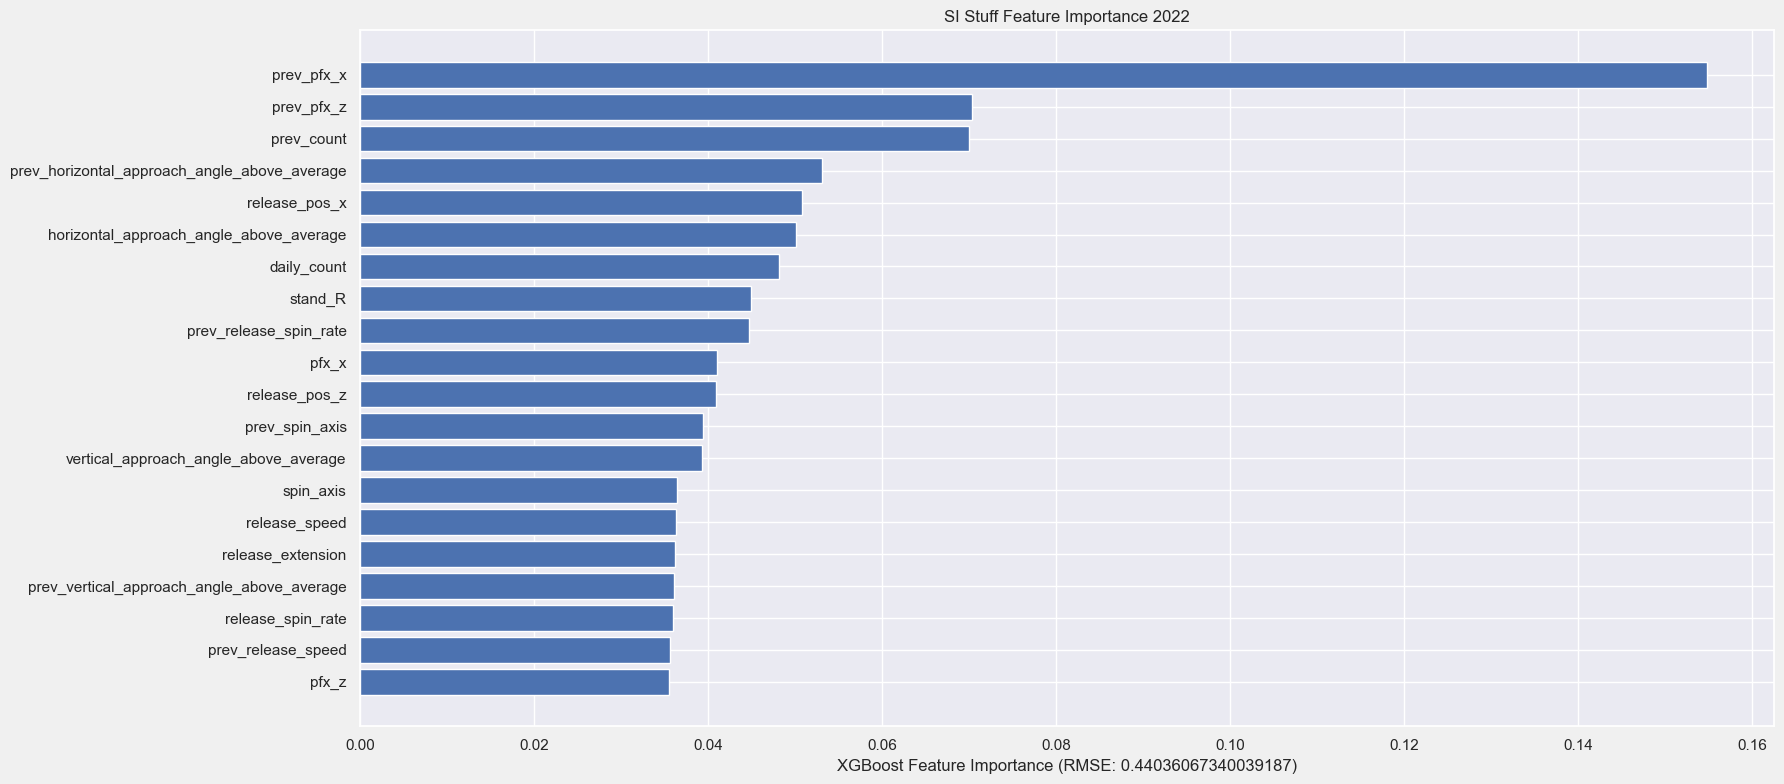 SI Stuff Feature Importance 2022
prev_pfx_x
prev_pfx_z
prev_count
prev_horizontal_approach_angle_above_average
release_pos_x
horizontal_approach_angle_above_average
daily_count
stand_R
prev_release_spin_rate
pfx_x
release_pos_z
prev_spin_axis
vertical_approach_angle_above_average
spin_axis
release_speed
release_extension
prev_vertical_approach_angle_above_average
release_spin_rate
prev_release_speed
pfx_z
0.00 0.02 0.04 0.06 0.08 0.10 0.12 0.14 0.16
XGBoost Feature Importance (RMSE: 0.44036067340039187)